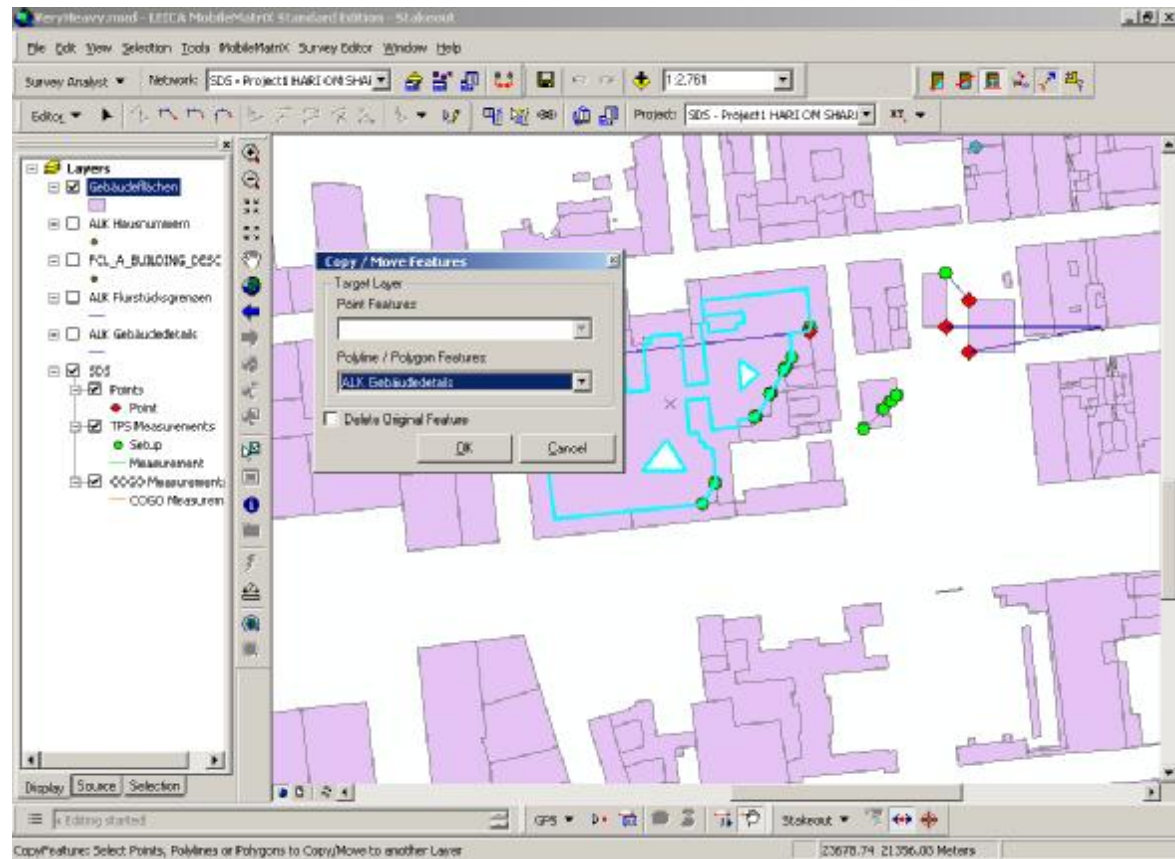 VeryHeavy.mxd - LEICA MobileMatriX Standard Edition - Stakeout
File Edit View Selection Tools MobileMatriX Survey Editor Window Help
Survey Analyst Network: SDS - Project1 HARI OM SHAR 1:2,761
Editor Project: SDS - Project1 HARI OM SHARI XY,
Layers
Gebäudeflächen
ALK Hausnummern
FCL_A_BUILDING_DESC
ALK Flurstücksgrenzen
ALK Gebäudedetails
SDS
Points
Point
TPS Measurements
Setup
Measurement
COGO Measurements
COGO Measurem
Copy / Move Features
Target Layer
Point Features:
Polyline / Polygon Features:
ALK Gebäudedetails
Delete Original Feature
OK Cancel
Display Source Selection
Editing started GPS Stakeout
CopyFeature: Select Points, Polylines or Polygons to Copy/Move to another Layer 23678.74 21356.03 Meters